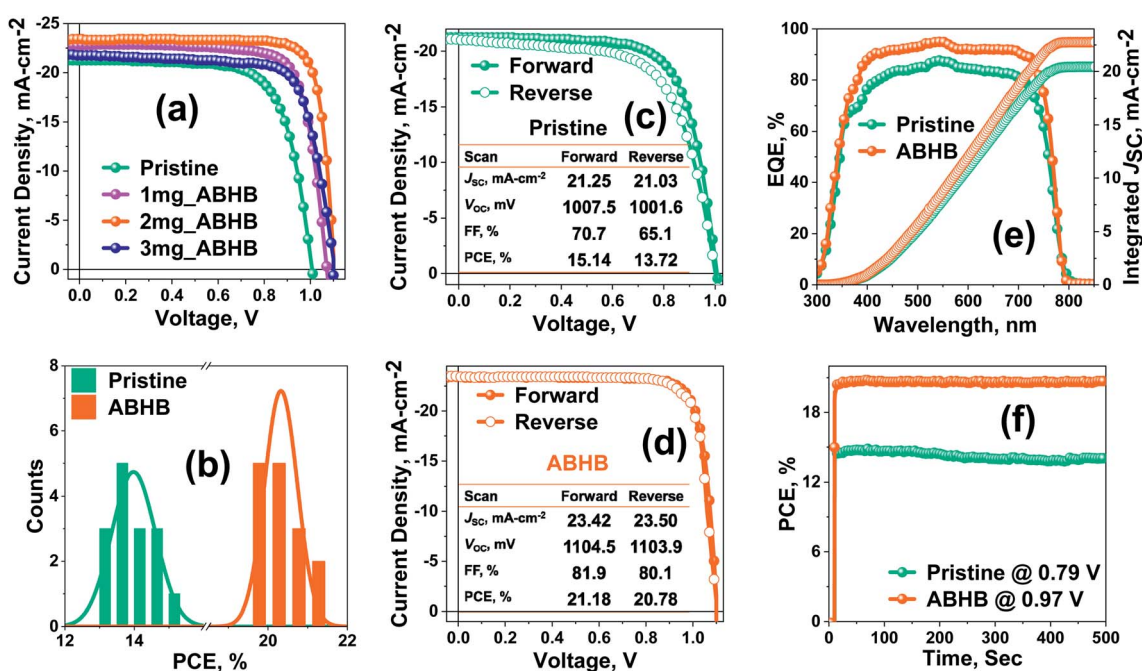 -25
-20
-15
-10
-5
0
Current Density, mA-cm-2
(a)
Pristine
1mg_ABHB
2mg_ABHB
3mg_ABHB
0.0 0.2 0.4 0.6 0.8 1.0
Voltage, V
-20
-15
-10
-5
0
Current Density, mA-cm-2
Forward
Reverse
(c)
Pristine
Scan Forward Reverse
JSC, mA-cm-2 21.25 21.03
VOC, mV 1007.5 1001.6
FF, % 70.7 65.1
PCE, % 15.14 13.72
0.0 0.2 0.4 0.6 0.8 1.0
Voltage, V
100
80
60
40
20
0
EQE, %
Pristine
ABHB
(e)
25
20
15
10
5
0
Integrated JSC, mA-cm-2
300 400 500 600 700 800
Wavelength, nm
8
6
4
2
0
Counts
Pristine
ABHB
(b)
12 14 20 22
PCE, %
-20
-15
-10
-5
0
Current Density, mA-cm-2
Forward
Reverse
(d)
ABHB
Scan Forward Reverse
JSC, mA-cm-2 23.42 23.50
VOC, mV 1104.5 1103.9
FF, % 81.9 80.1
PCE, % 21.18 20.78
0.0 0.2 0.4 0.6 0.8 1.0
Voltage, V
18
12
6
0
PCE, %
(f)
Pristine @ 0.79 V
ABHB @ 0.97 V
0 100 200 300 400 500
Time, Sec